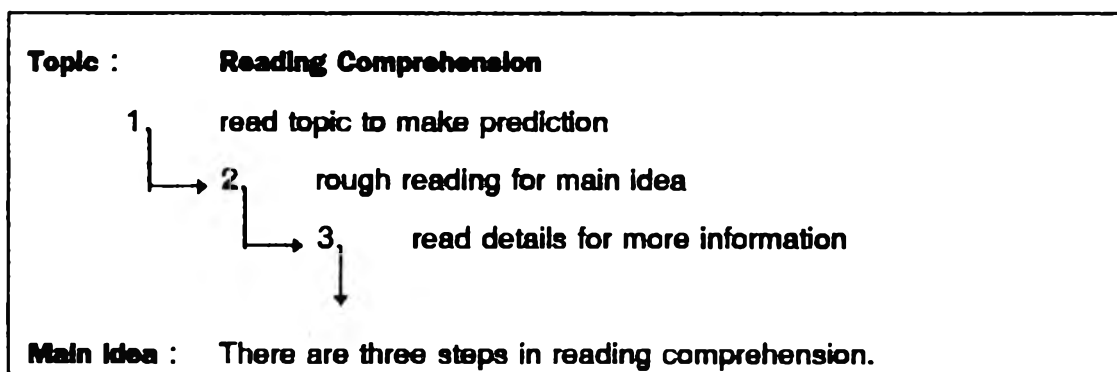 Topic : Reading Comprehension
1. read topic to make prediction
2. rough reading for main idea
3. read details for more information
Main Idea : There are three steps in reading comprehension.